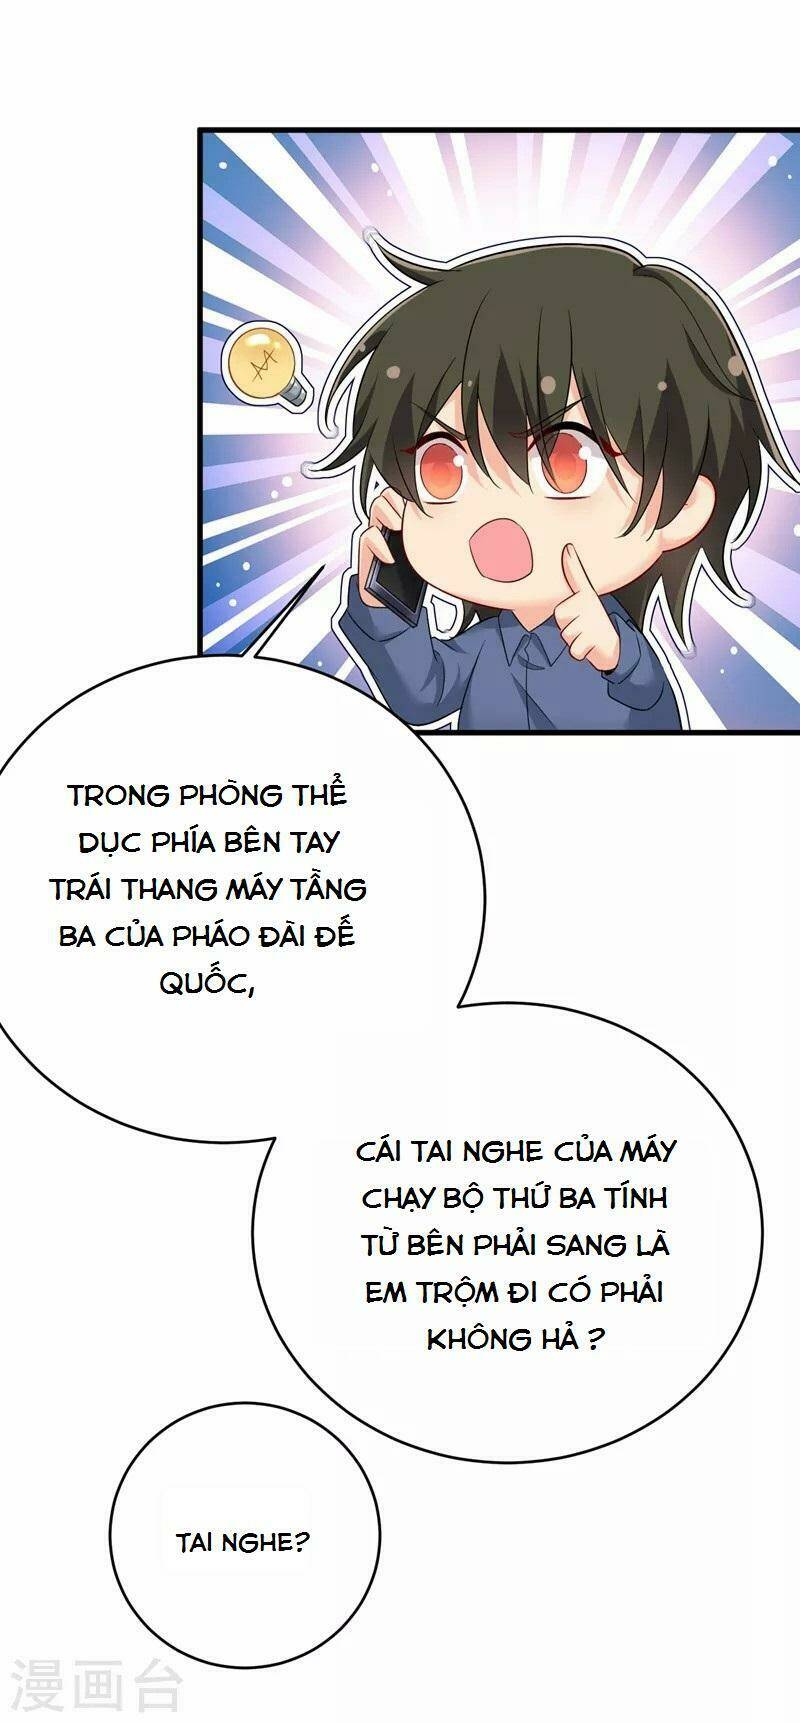 TRONG PHÒNG THỂ
DỤC PHÍA BÊN TAY
TRÁI THANG MÁY TẦNG
BA CỦA PHÁO ĐÀI ĐẾ
QUỐC,
CÁI TAI NGHE CỦA MÁY
CHẠY BỘ THỨ BA TÍNH
TỪ BÊN PHẢI SANG LÀ
EM TRỘM ĐI CÓ PHẢI
KHÔNG HẢ ?
TAI NGHE?
漫画台